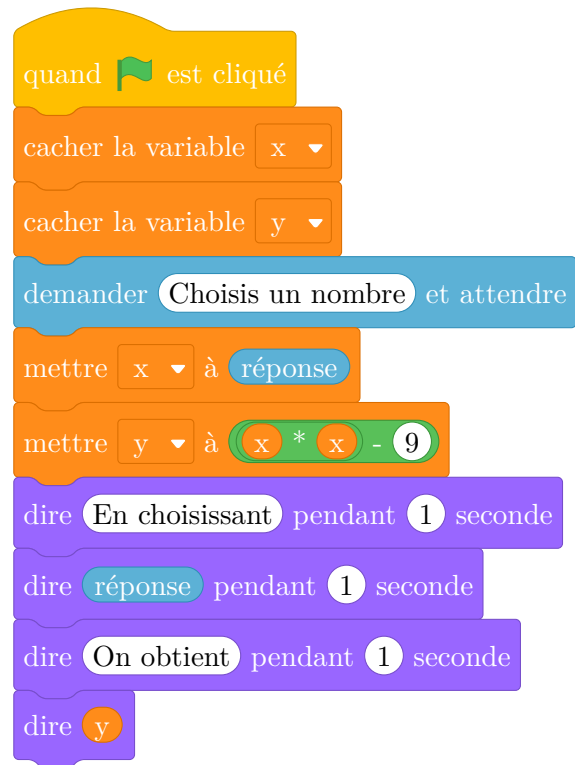 quand est cliqué
cacher la variable x
cacher la variable y
demander Choisis un nombre et attendre
mettre x à réponse
mettre y à x * x - 9
dire En choisissant pendant 1 seconde
dire réponse pendant 1 seconde
dire On obtient pendant 1 seconde
dire y